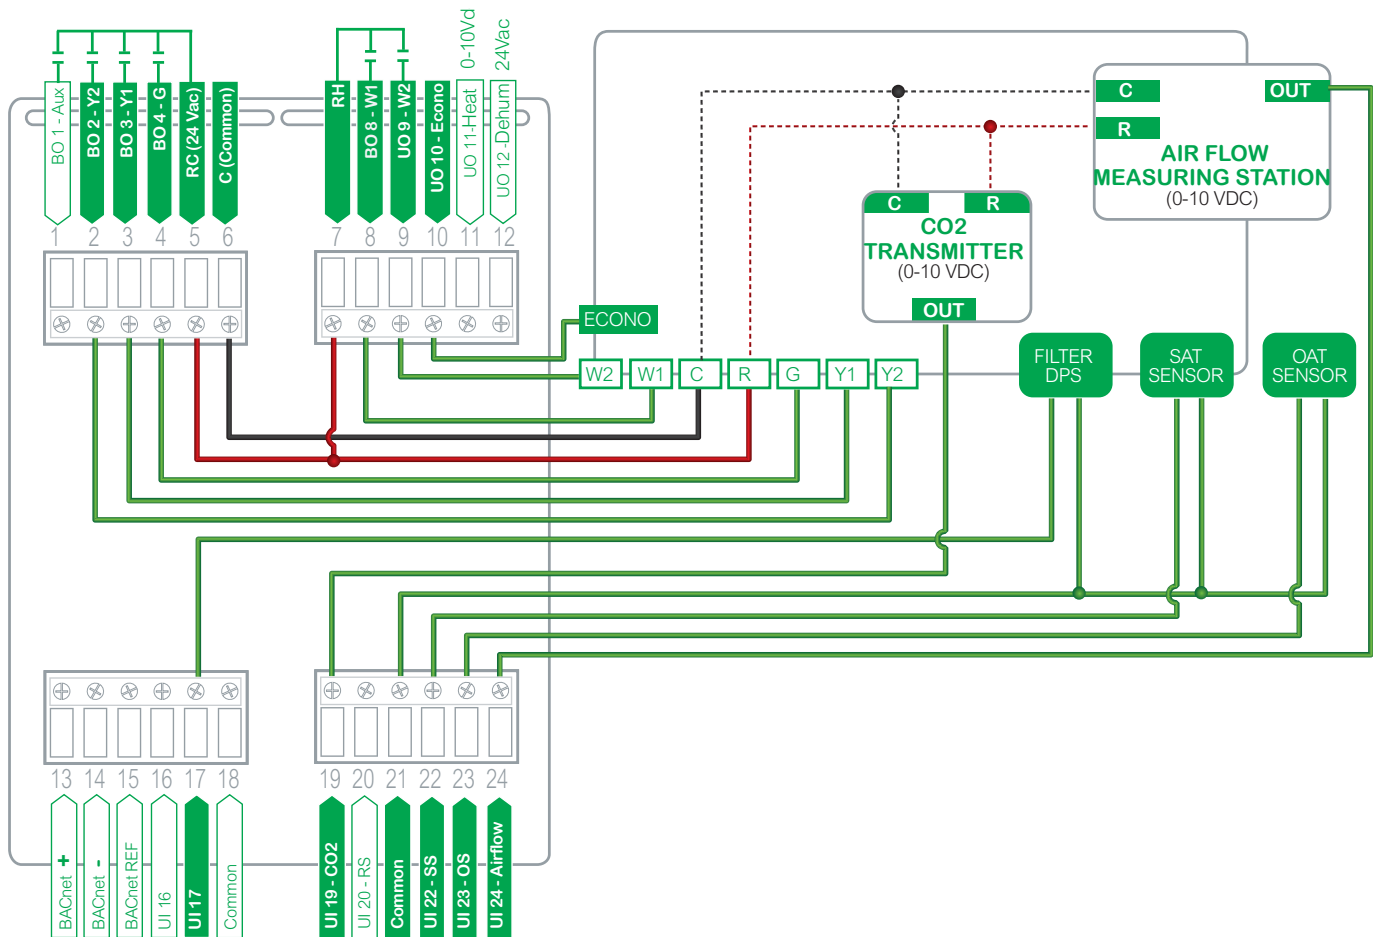 BO 1 - Aux
BO 2 - Y2
BO 3 - Y1
BO 4 - G
RC (24 Vac)
C (Common)
RH
BO 8 - W1
UO 9 - W2
UO 10 - Econo
UO 11-Heat
0-10Vd
UO 12-Dehum
24Vac
1
2
3
4
5
6
7
8
9
10
11
12
C
R
OUT
AIR FLOW
MEASURING STATION
(0-10 VDC)
C
R
CO2
TRANSMITTER
(0-10 VDC)
OUT
ECONO
W2
W1
C
R
G
Y1
Y2
FILTER
DPS
SAT
SENSOR
OAT
SENSOR
13
14
15
16
17
18
19
20
21
22
23
24
BACnet +
BACnet -
BACnet REF
UI 16
UI 17
Common
UI 19 - CO2
UI 20 - RS
Common
UI 22 - SS
UI 23 - OS
UI 24 - Airflow